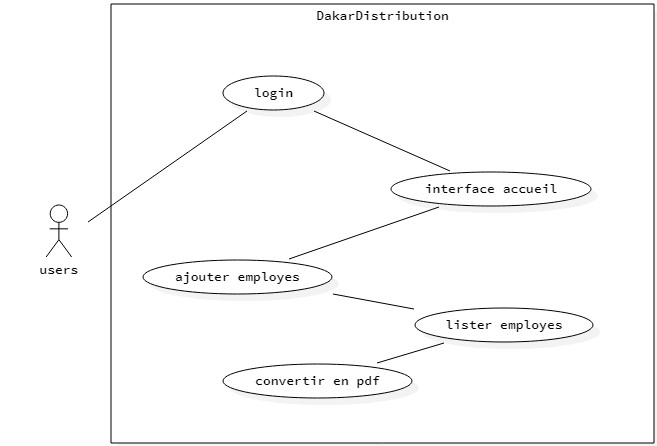 DakarDistribution
login
interface accueil
users
ajouter employes
lister employes
convertir en pdf